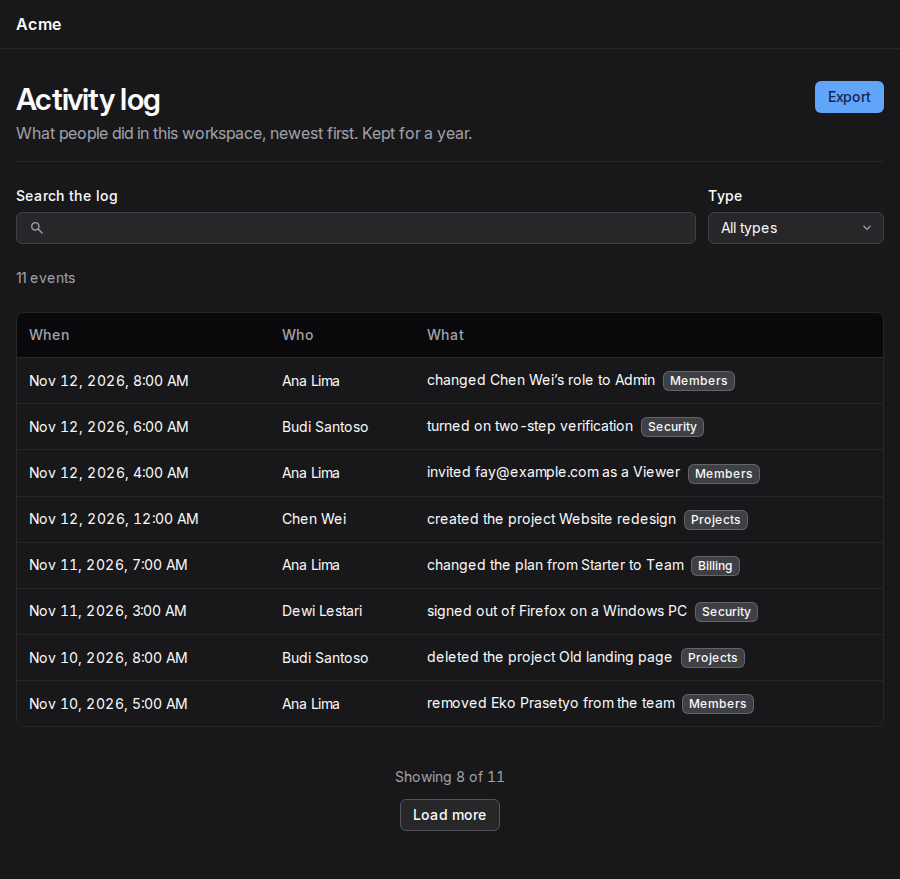 Acme
Activity log
Export
What people did in this workspace, newest first. Kept for a year.
Search the log
Type
All types
11 events
When Who What
Nov 12, 2026, 8:00 AM Ana Lima changed Chen Wei’s role to Admin Members
Nov 12, 2026, 6:00 AM Budi Santoso turned on two-step verification Security
Nov 12, 2026, 4:00 AM Ana Lima invited fay@example.com as a Viewer Members
Nov 12, 2026, 12:00 AM Chen Wei created the project Website redesign Projects
Nov 11, 2026, 7:00 AM Ana Lima changed the plan from Starter to Team Billing
Nov 11, 2026, 3:00 AM Dewi Lestari signed out of Firefox on a Windows PC Security
Nov 10, 2026, 8:00 AM Budi Santoso deleted the project Old landing page Projects
Nov 10, 2026, 5:00 AM Ana Lima removed Eko Prasetyo from the team Members
Showing 8 of 11
Load more